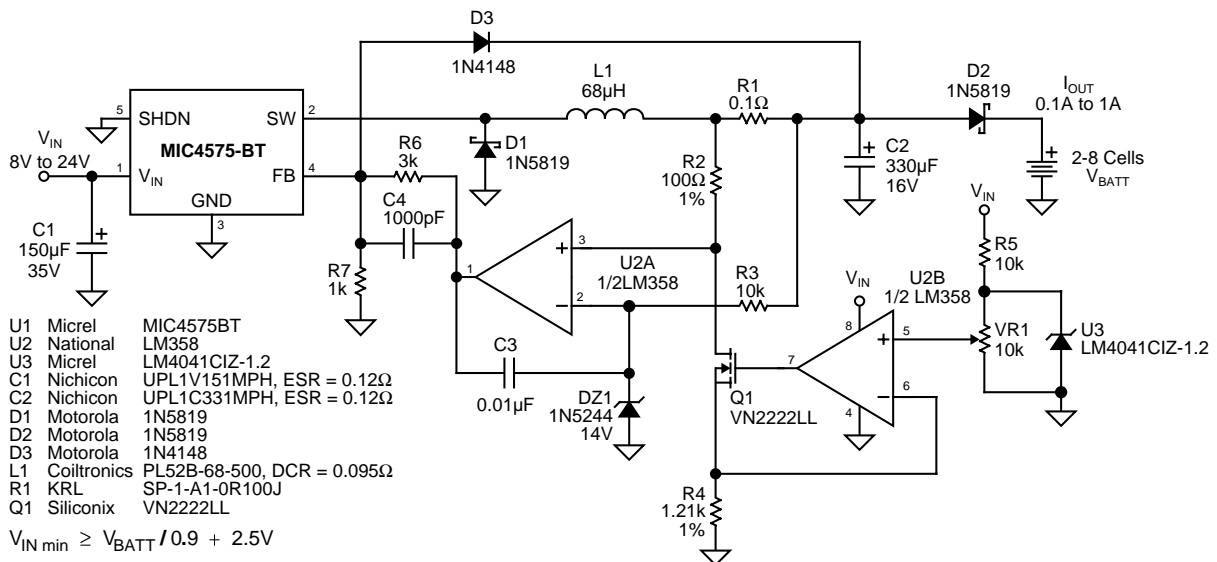 D3
1N4148
L1
68µH
R1
0.1Ω
D2
1N5819
I_OUT
0.1A to 1A
5
SHDN
SW
2
MIC4575-BT
V_IN
8V to 24V
1
V_IN
FB
4
GND
3
C1
150µF
35V
+
R6
3k
C4
1000pF
R7
1k
D1
1N5819
R2
100Ω
1%
+
C2
330µF
16V
+
2-8 Cells
V_BATT
V_IN
R5
10k
1
+
3
−
2
U2A
1/2LM358
R3
10k
V_IN
U2B
1/2 LM358
8
+
5
VR1
10k
U3
LM4041CIZ-1.2
7
−
6
4
C3
0.01µF
DZ1
1N5244
14V
Q1
VN2222LL
R4
1.21k
1%
U1 Micrel MIC4575BT
U2 National LM358
U3 Micrel LM4041CIZ-1.2
C1 Nichicon UPL1V151MPH, ESR = 0.12Ω
C2 Nichicon UPL1C331MPH, ESR = 0.12Ω
D1 Motorola 1N5819
D2 Motorola 1N5819
D3 Motorola 1N4148
L1 Coiltronics PL52B-68-500, DCR = 0.095Ω
R1 KRL SP-1-A1-0R100J
Q1 Siliconix VN2222LL
V_IN min ≥ V_BATT / 0.9 + 2.5V